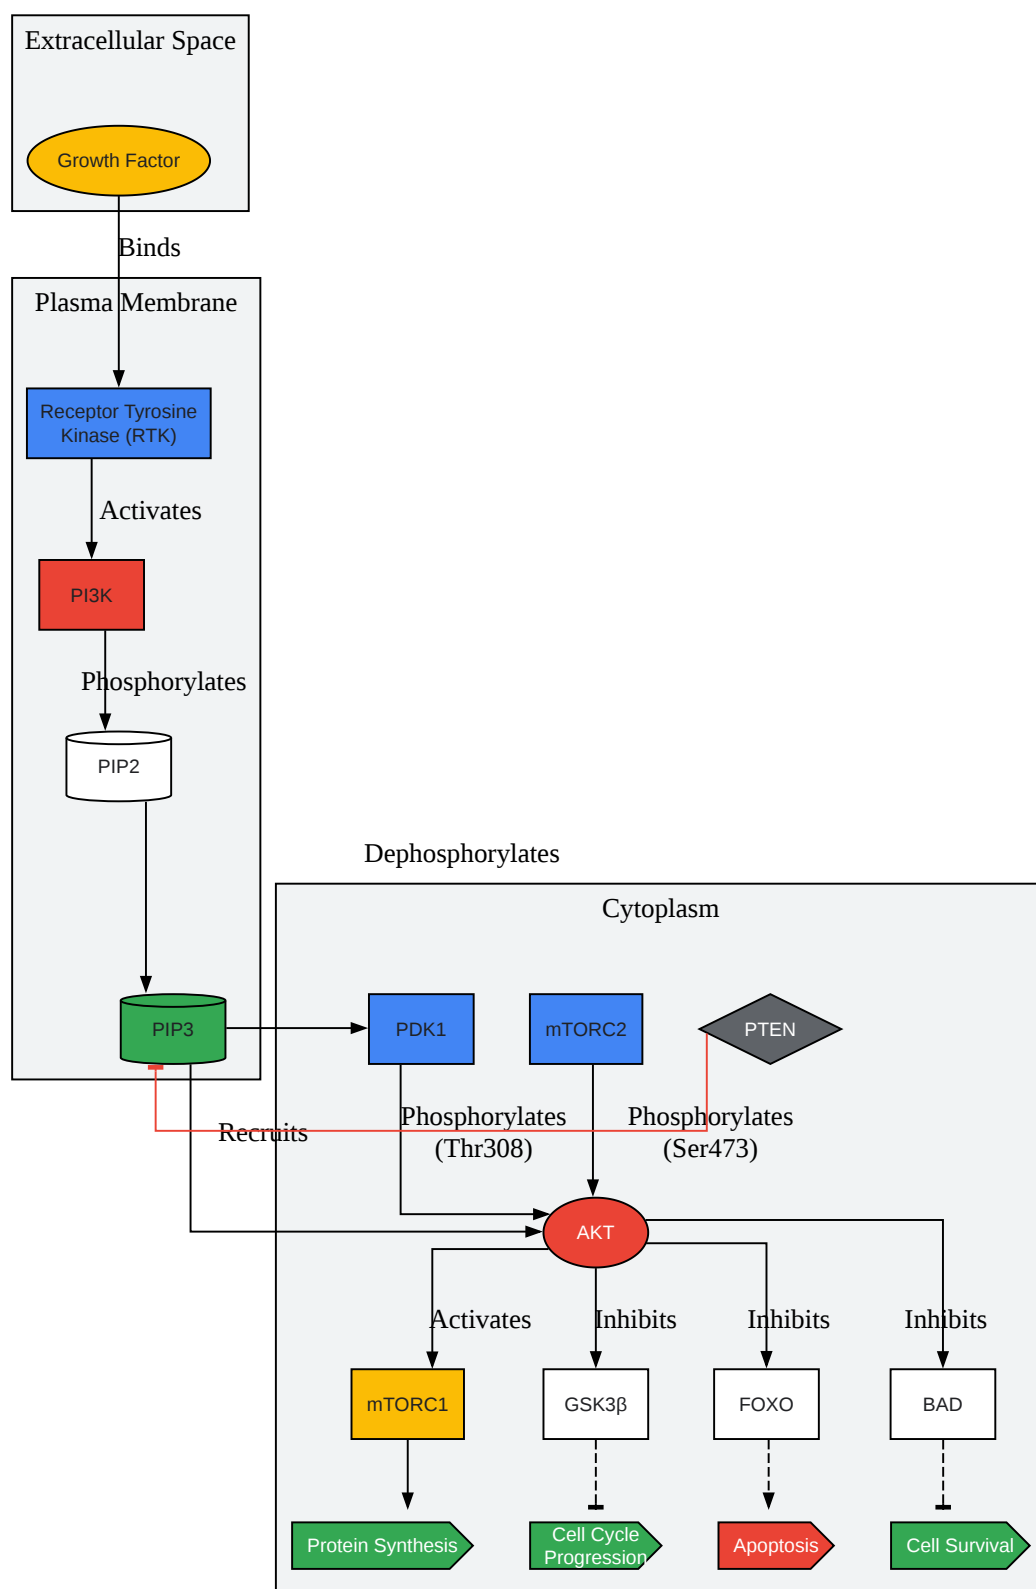 Extracellular Space
Growth Factor
Binds
Plasma Membrane
Receptor Tyrosine
Kinase (RTK)
Activates
PI3K
Phosphorylates
PIP2
Dephosphorylates
Cytoplasm
PIP3
PDK1
mTORC2
PTEN
Recruits
Phosphorylates
(Thr308)
Phosphorylates
(Ser473)
AKT
Activates
Inhibits
Inhibits
Inhibits
mTORC1
GSK3β
FOXO
BAD
Protein Synthesis
Cell Cycle
Progression
Apoptosis
Cell Survival